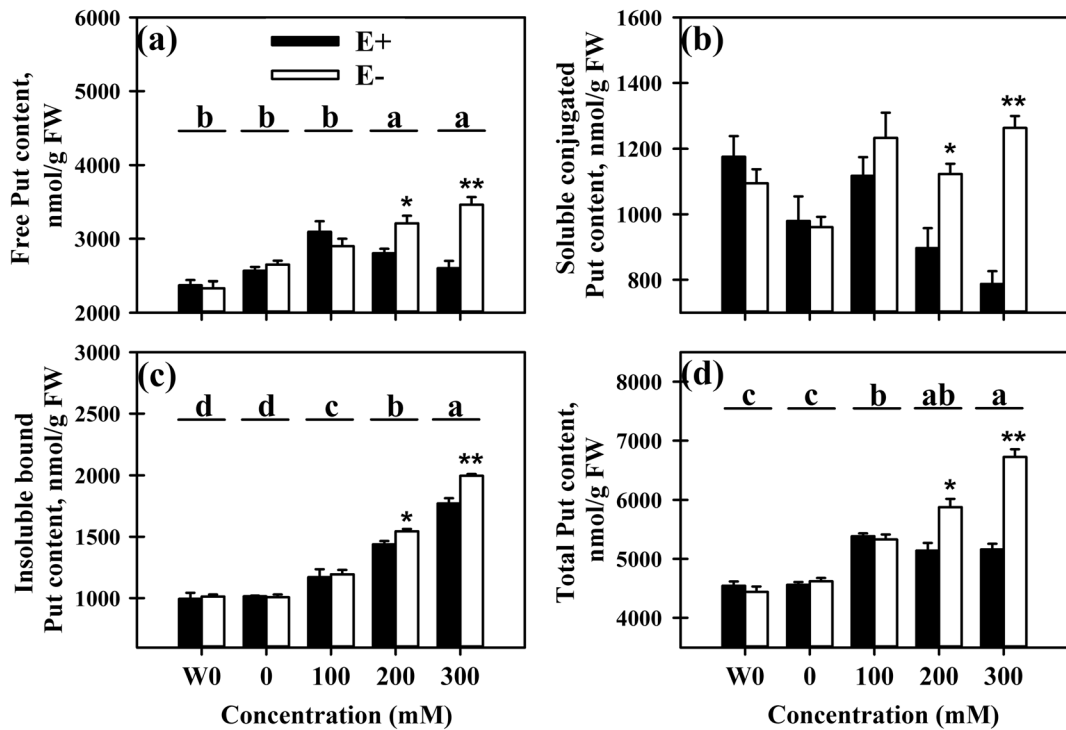 (a)
E+
E-
6000
5000
4000
3000
2000
Free Put content,
nmol/g FW
b b b a a
*
**
(b)
1600
1400
1200
1000
800
Soluble conjugated
Put content, nmol/g FW
*
**
(c)
3000
2500
2000
1500
1000
Insoluble bound
Put content, nmol/g FW
d d c b a
*
**
W0 0 100 200 300
Concentration (mM)
(d)
8000
7000
6000
5000
4000
Total Put content,
nmol/g FW
c c b ab a
*
**
W0 0 100 200 300
Concentration (mM)